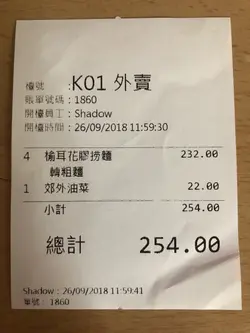 檯號 :K01 外賣
賬單號碼 : 1860
開檯員工 : Shadow
開檯時間 : 26/09/2018 11:59:30
4 榆耳花膠撈麵 232.00
轉粗麵
1 郊外油菜 22.00
小計 254.00
總計 254.00
Shadow : 26/09/2018 11:59:41
單號: 1860